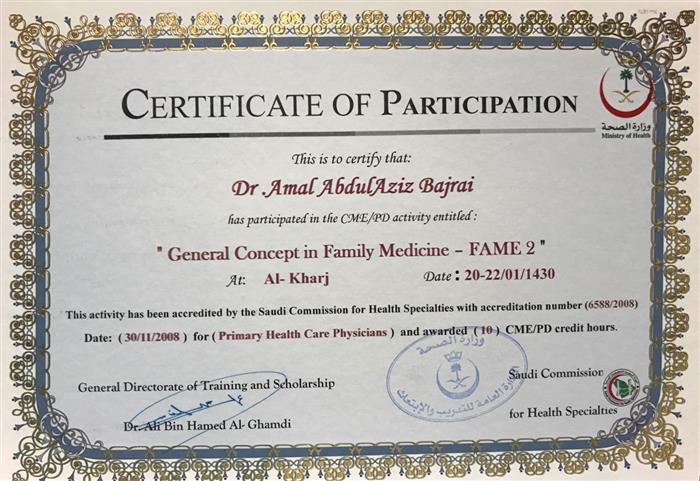 CERTIFICATE OF PARTICIPATION
وزارة الصحة
Ministry of Health
This is to certify that:
Dr .Amal AbdulAziz Bajrai
has participated in the CME/PD activity entitled :
" General Concept in Family Medicine – FAME 2 "
At: Al- Kharj Date : 20-22/01/1430
This activity has been accredited by the Saudi Commission for Health Specialties with accreditation number (6588/2008)
Date: ( 30/11/2008 ) for ( Primary Health Care Physicians ) and awarded ( 10 ) CME/PD credit hours.
وزارة الصحة
الإدارة العامة للتدريب والإبتعاث
General Directorate of Training and Scholarship
Dr. Ali Bin Hamed Al- Ghamdi
Saudi Commission
for Health Specialties